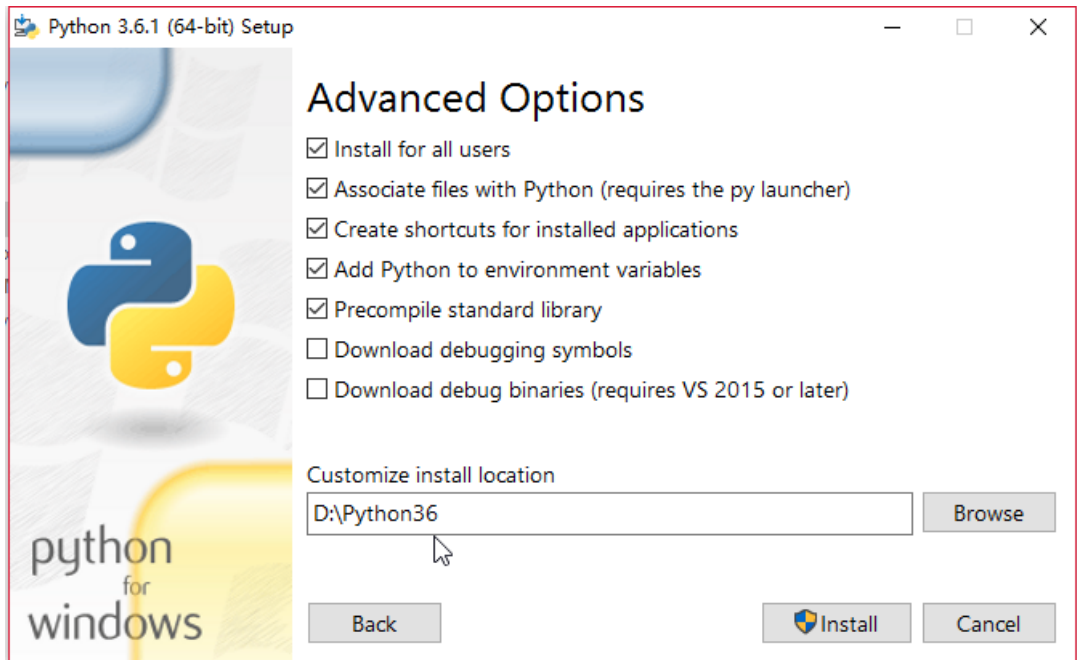 Python 3.6.1 (64-bit) Setup
Advanced Options
Install for all users
Associate files with Python (requires the py launcher)
Create shortcuts for installed applications
Add Python to environment variables
Precompile standard library
Download debugging symbols
Download debug binaries (requires VS 2015 or later)
Customize install location
D:\Python36
Browse
python
for
windows
Back
Install
Cancel